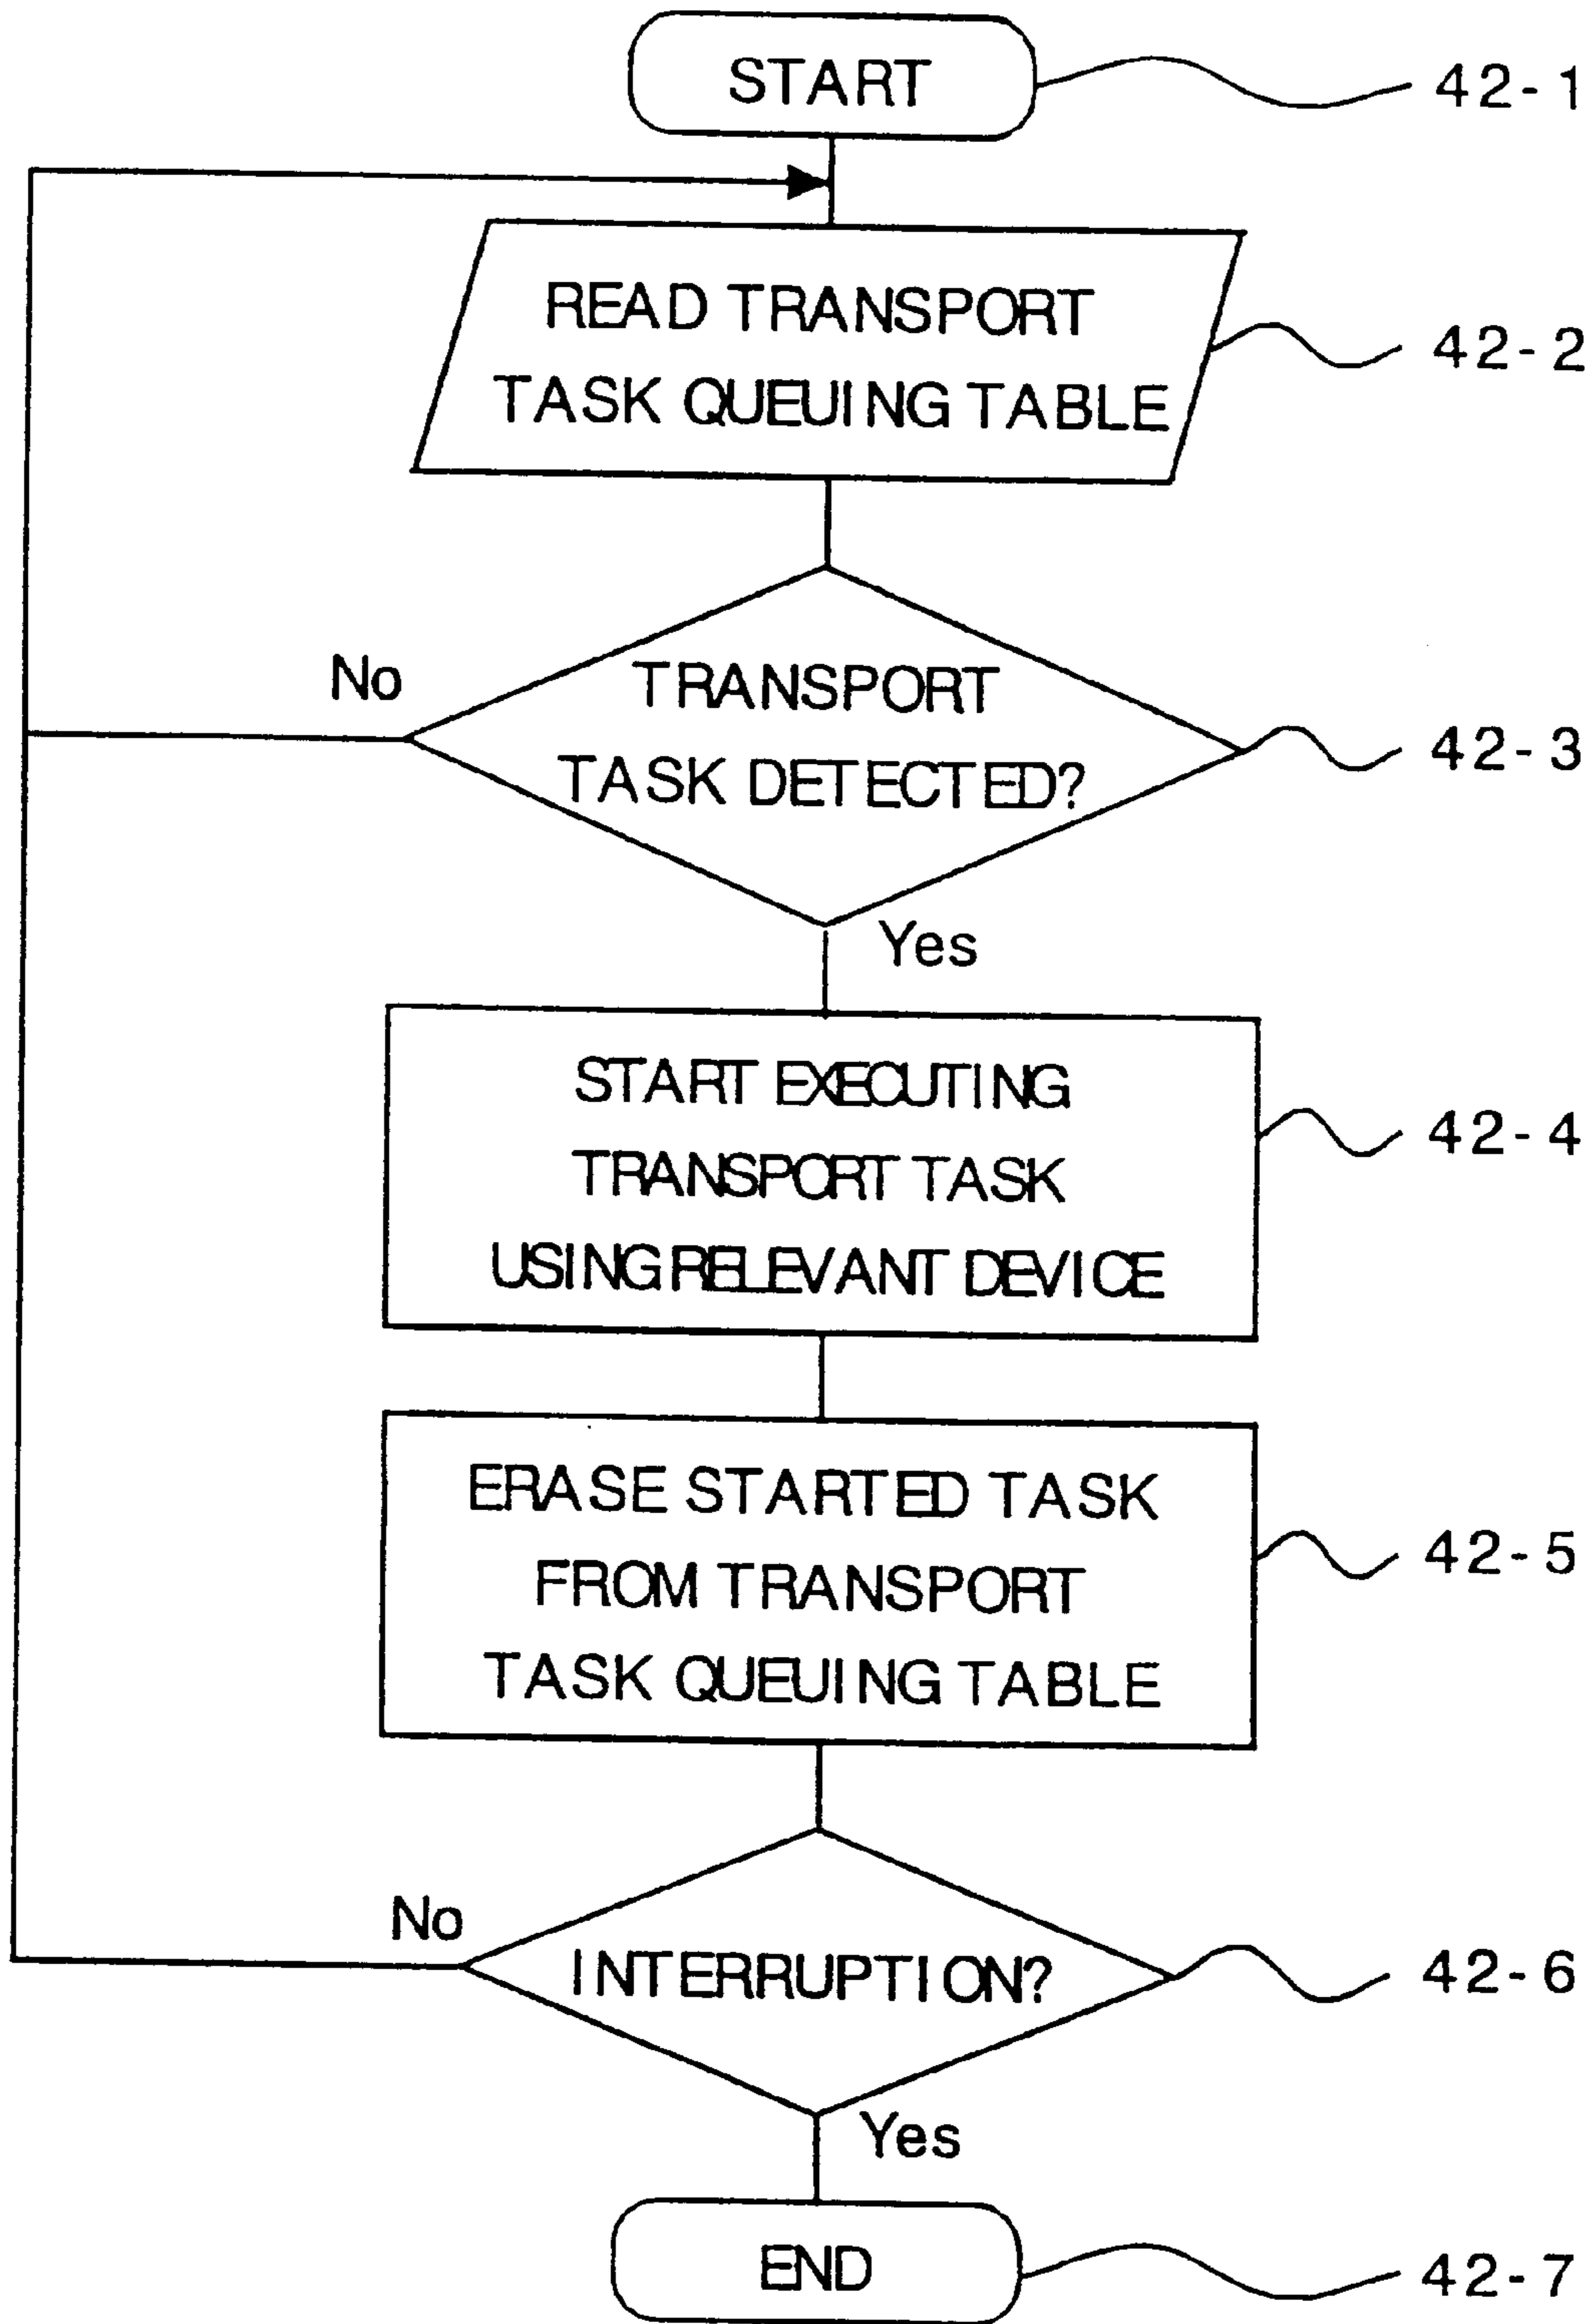 START
42-1
READ TRANSPORT
TASK QUEUING TABLE
42-2
No
TRANSPORT
TASK DETECTED?
42-3
Yes
START EXECUTING
TRANSPORT TASK
USING RELEVANT DEVICE
42-4
ERASE STARTED TASK
FROM TRANSPORT
TASK QUEUING TABLE
42-5
No
INTERRUPTION?
42-6
Yes
END
42-7